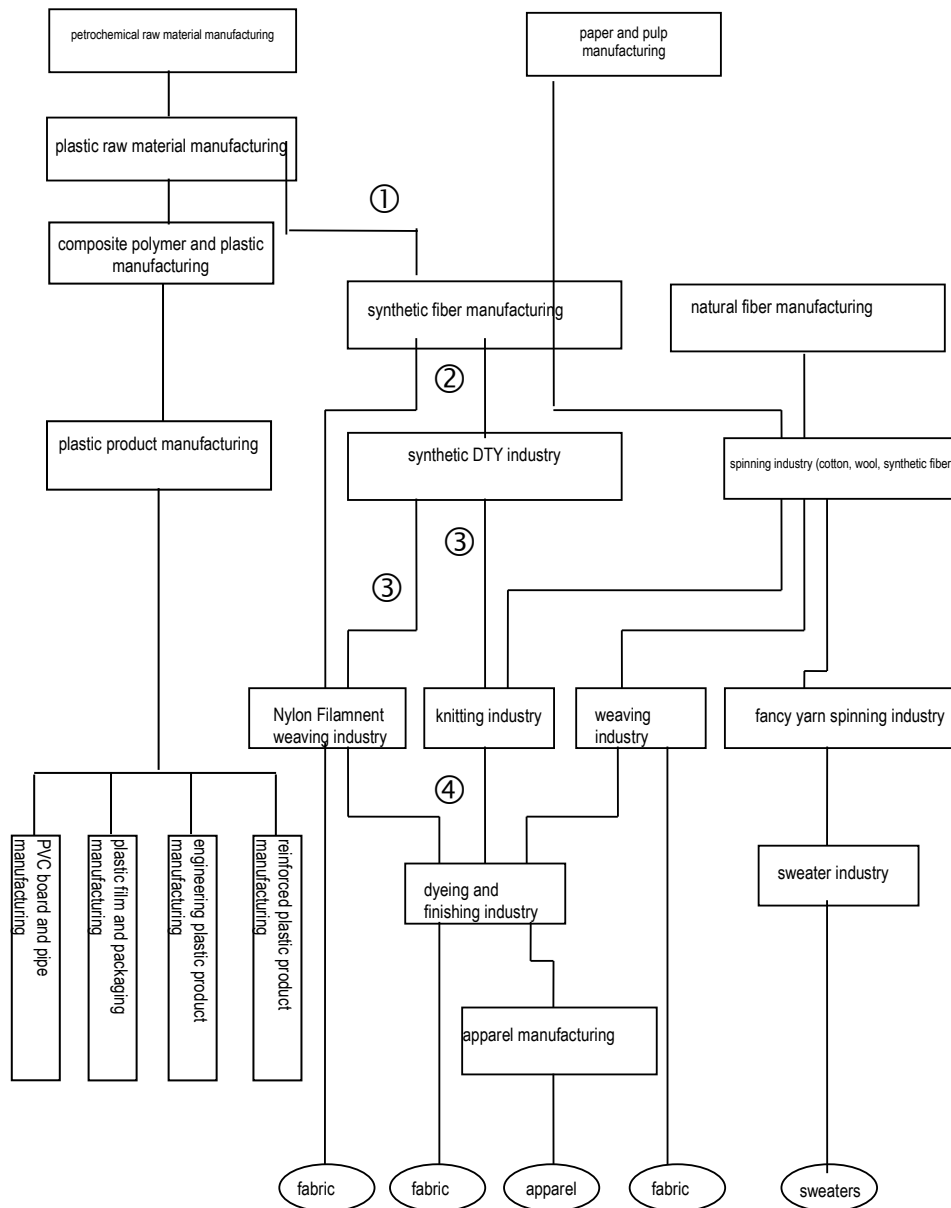 petrochemical raw material manufacturing
paper and pulp
manufacturing
plastic raw material manufacturing
①
composite polymer and plastic
manufacturing
synthetic fiber manufacturing
natural fiber manufacturing
②
plastic product manufacturing
synthetic DTY industry
spinning industry (cotton, wool, synthetic fiber
③
③
Nylon Filamnent
weaving industry
knitting industry
weaving
industry
fancy yarn spinning industry
④
PVC board and pipe
manufacturing
plastic film and packaging
manufacturing
engineering plastic product
manufacturing
reinforced plastic product
manufacturing
dyeing and
finishing industry
sweater industry
apparel manufacturing
fabric
fabric
apparel
fabric
sweaters